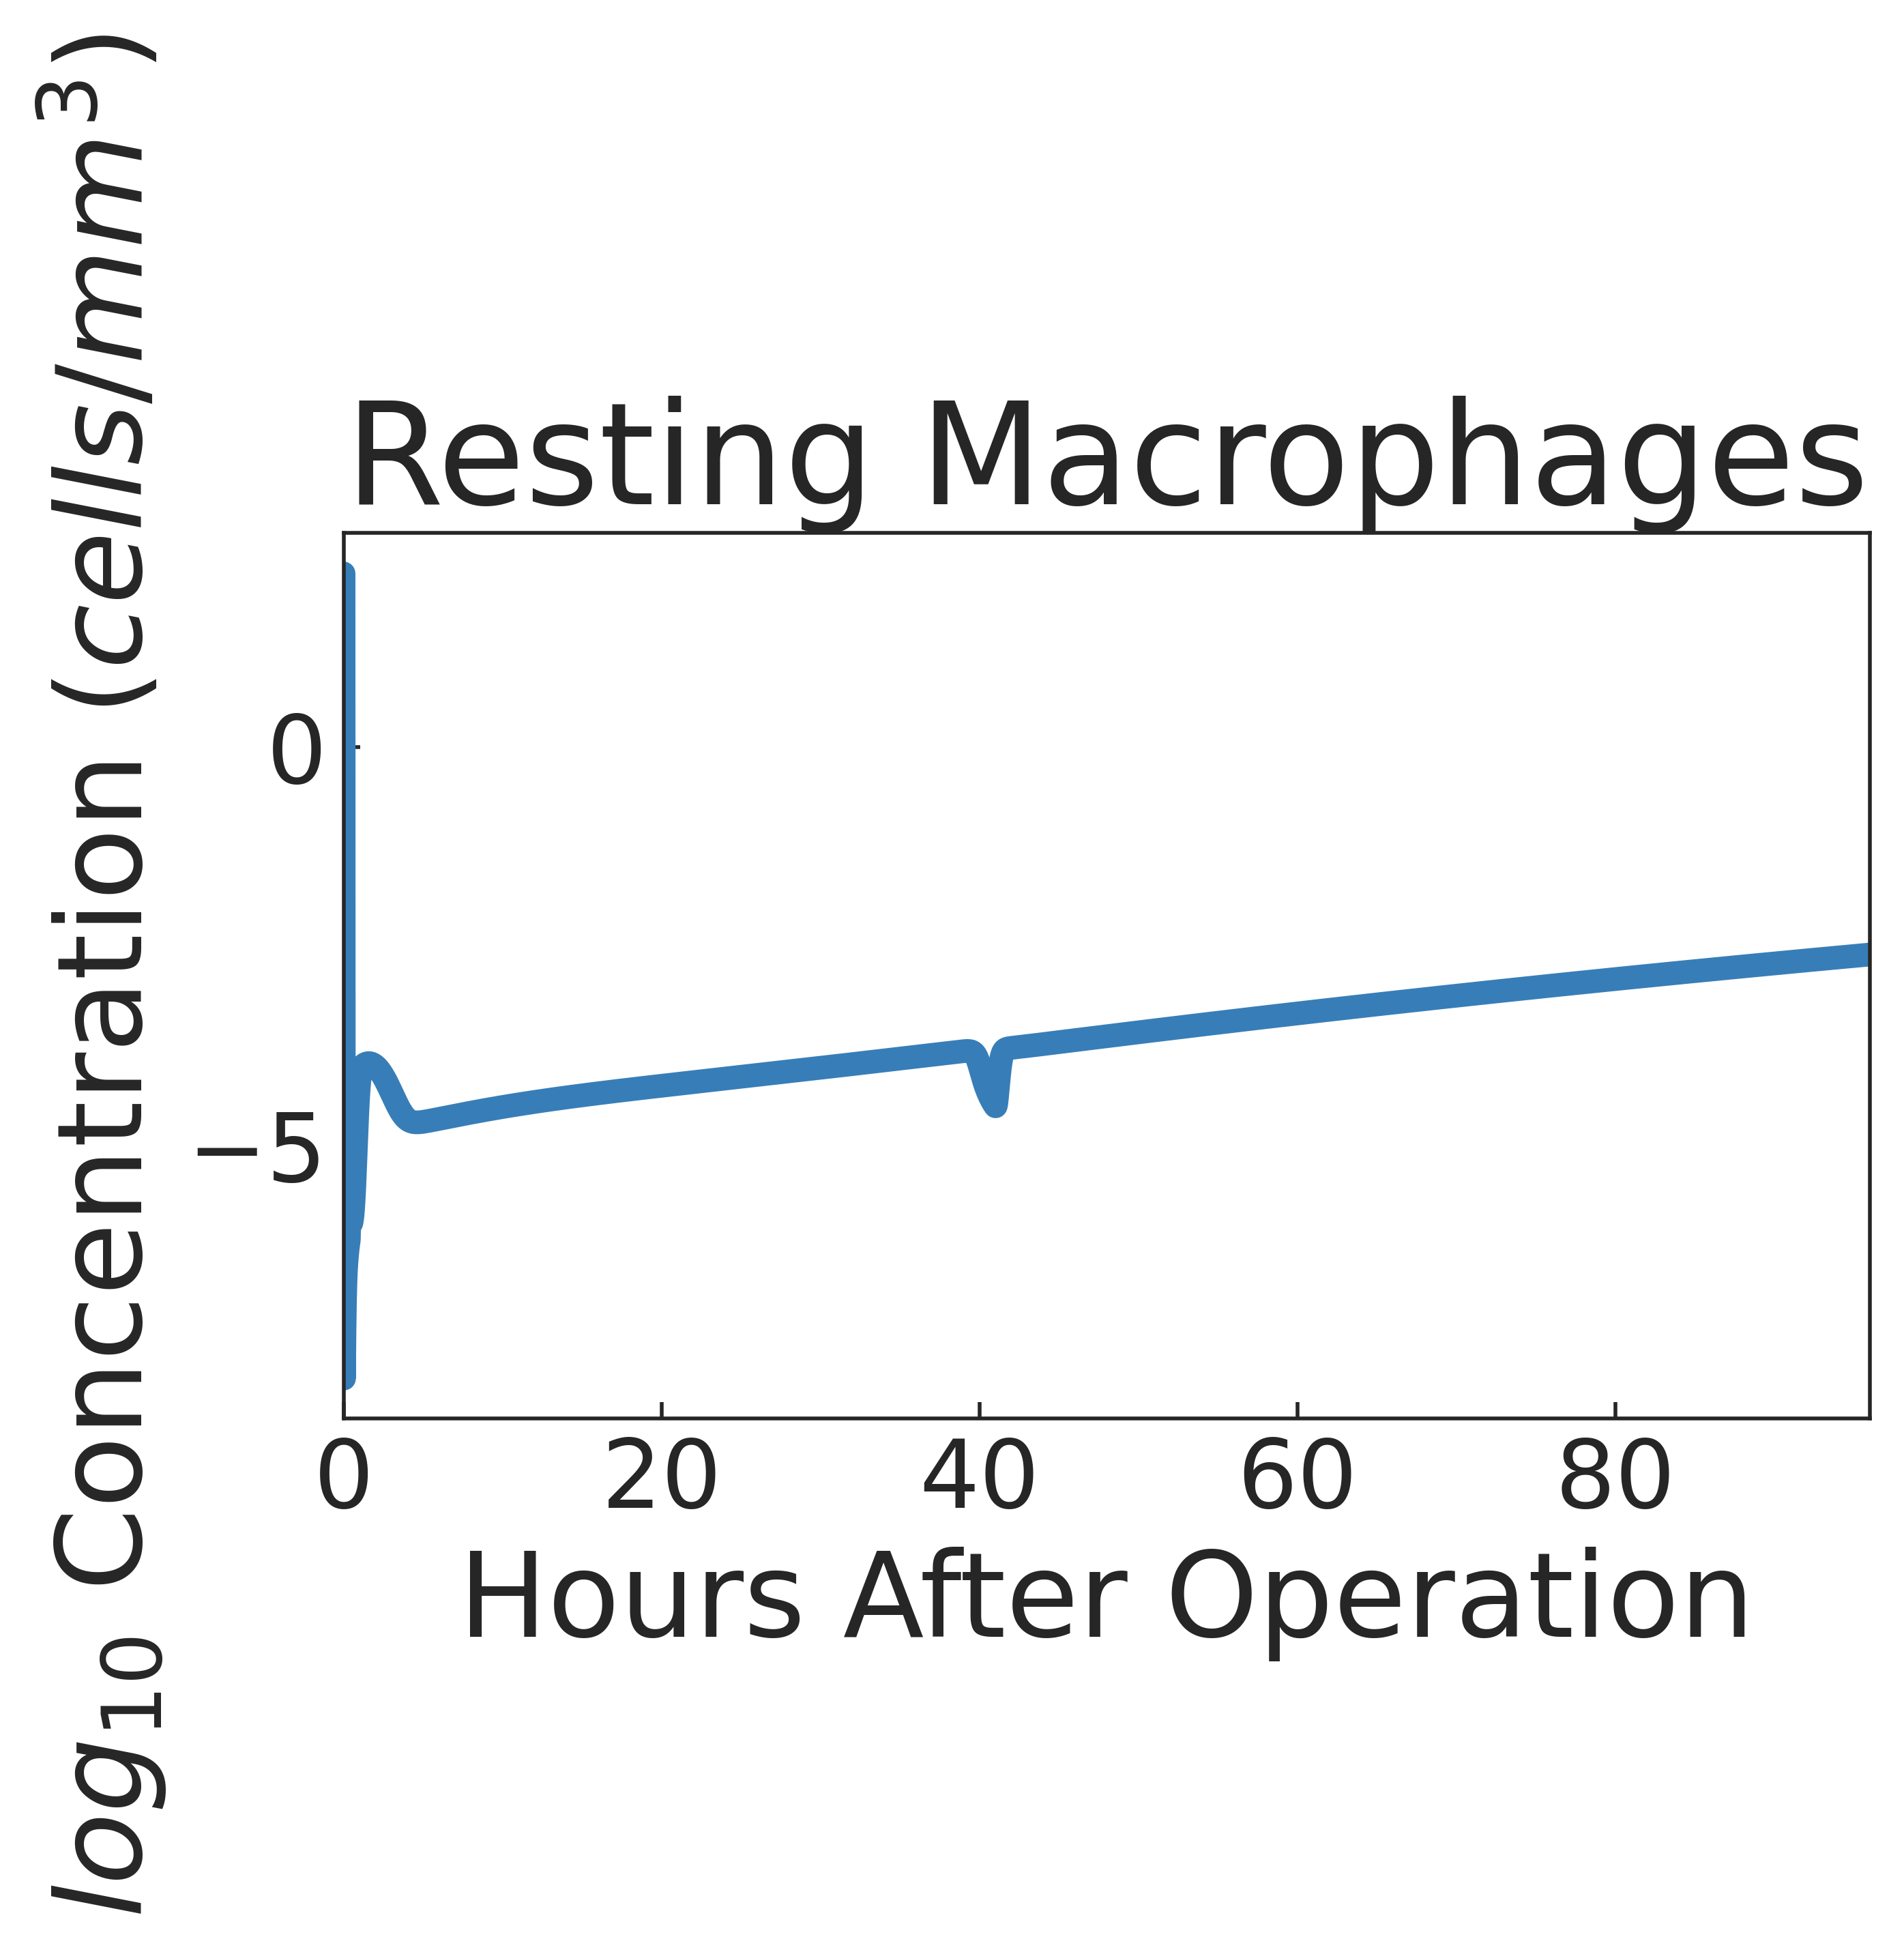 Resting Macrophages
log₁₀ Concentration (cells/mm³)
0
−5
0 20 40 60 80
Hours After Operation